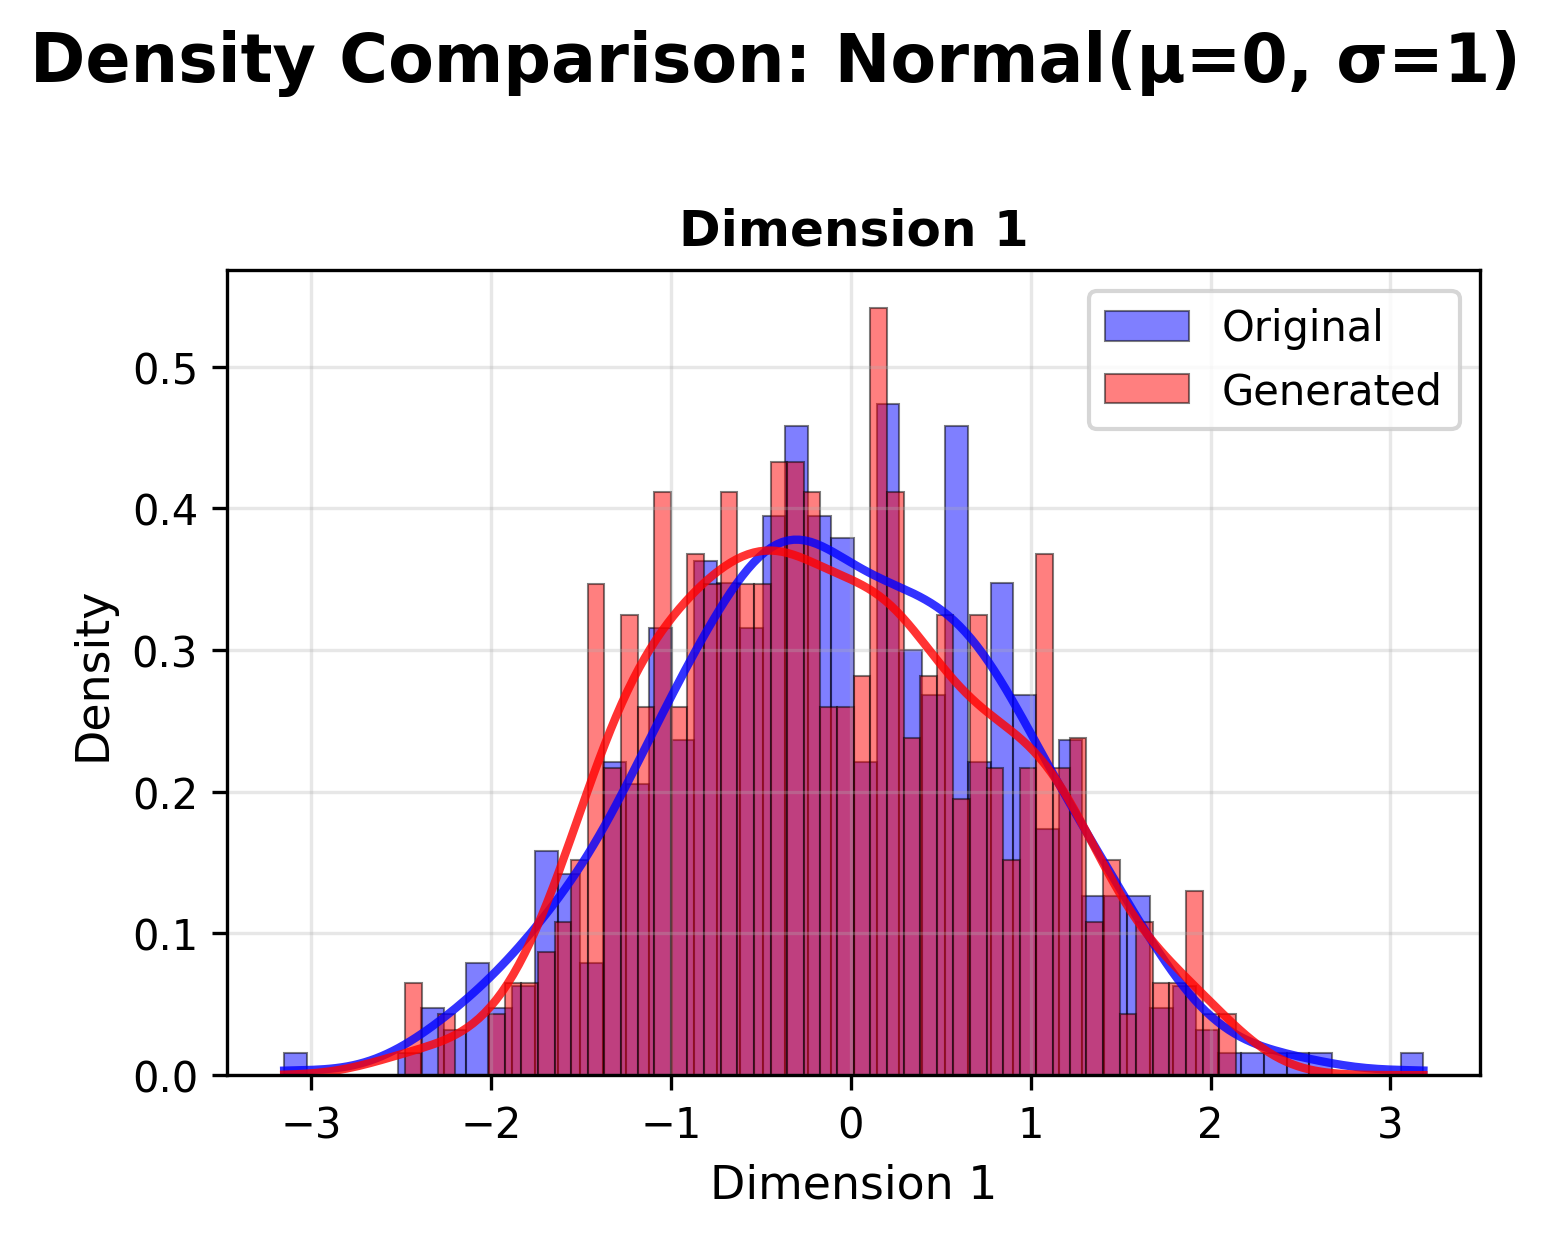 Density Comparison: Normal(μ=0, σ=1)
Dimension 1
Original
Generated
Density
0.5
0.4
0.3
0.2
0.1
0.0
−3 −2 −1 0 1 2 3
Dimension 1